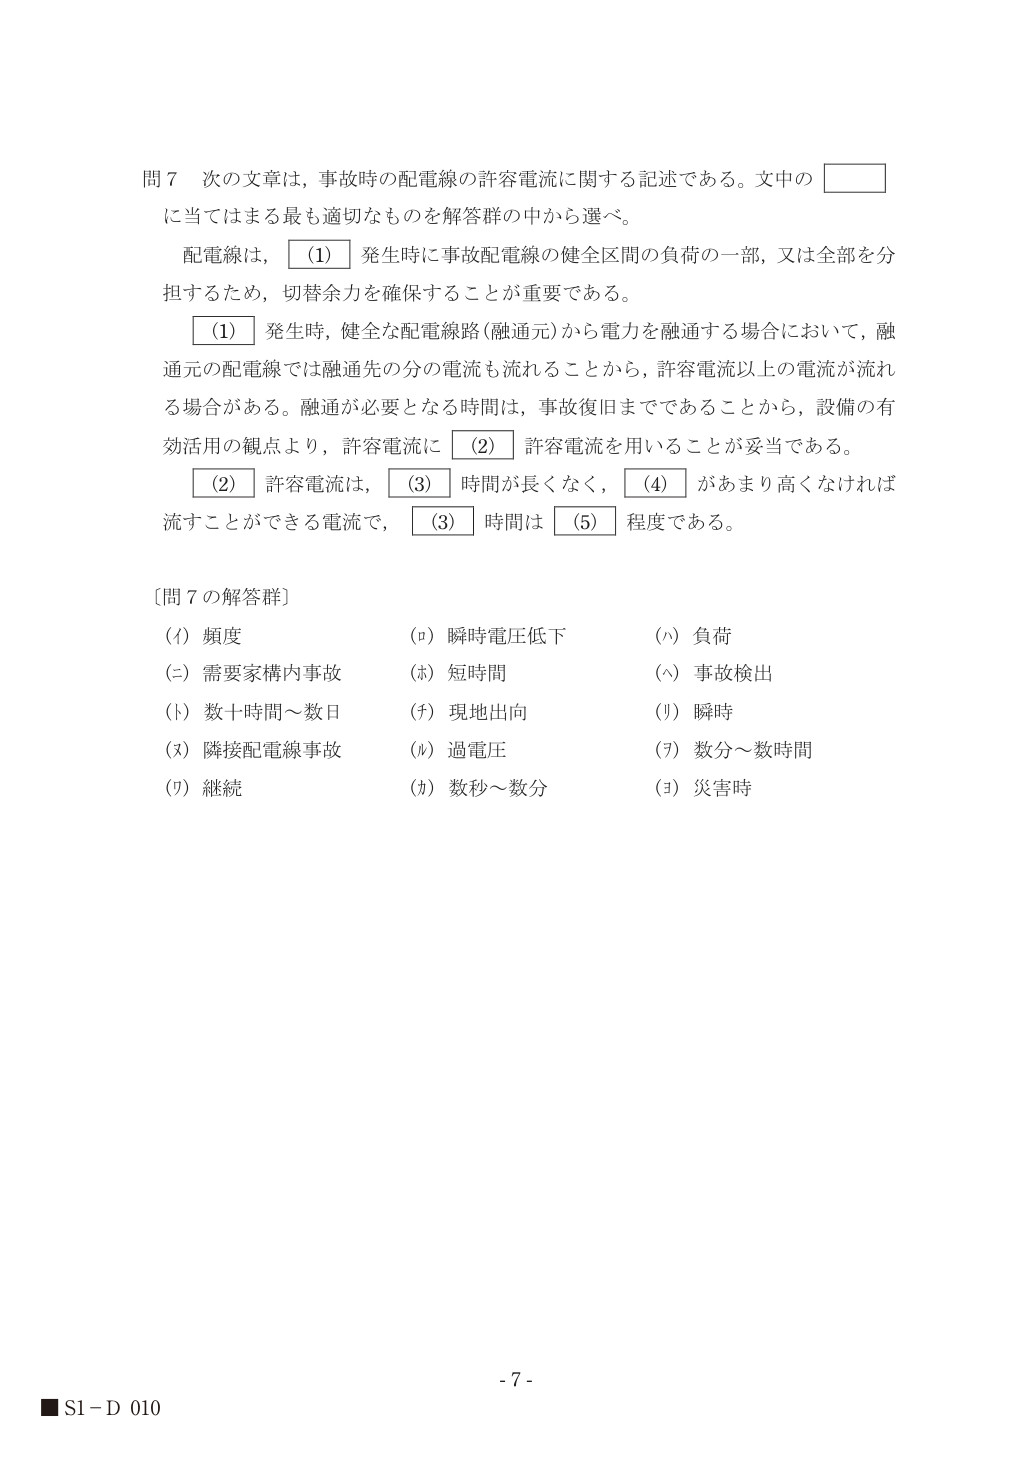 問7 次の文章は，事故時の配電線の許容電流に関する記述である。文中の
に当てはまる最も適切なものを解答群の中から選べ。
配電線は， (1) 発生時に事故配電線の健全区間の負荷の一部，又は全部を分
担するため，切替余力を確保することが重要である。
(1) 発生時，健全な配電線路(融通元)から電力を融通する場合において，融
通元の配電線では融通先の分の電流も流れることから，許容電流以上の電流が流れ
る場合がある。融通が必要となる時間は，事故復旧までであることから，設備の有
効活用の観点より，許容電流に (2) 許容電流を用いることが妥当である。
(2) 許容電流は， (3) 時間が長くなく， (4) があまり高くなければ
流すことができる電流で， (3) 時間は (5) 程度である。
〔問7の解答群〕
(イ) 頻度 (ロ) 瞬時電圧低下 (ハ) 負荷
(ニ) 需要家構内事故 (ホ) 短時間 (ヘ) 事故検出
(ト) 数十時間～数日 (チ) 現地出向 (リ) 瞬時
(ヌ) 隣接配電線事故 (ル) 過電圧 (ヲ) 数分～数時間
(ワ) 継続 (カ) 数秒～数分 (ヨ) 災害時
- 7 -
■ S1－D 010